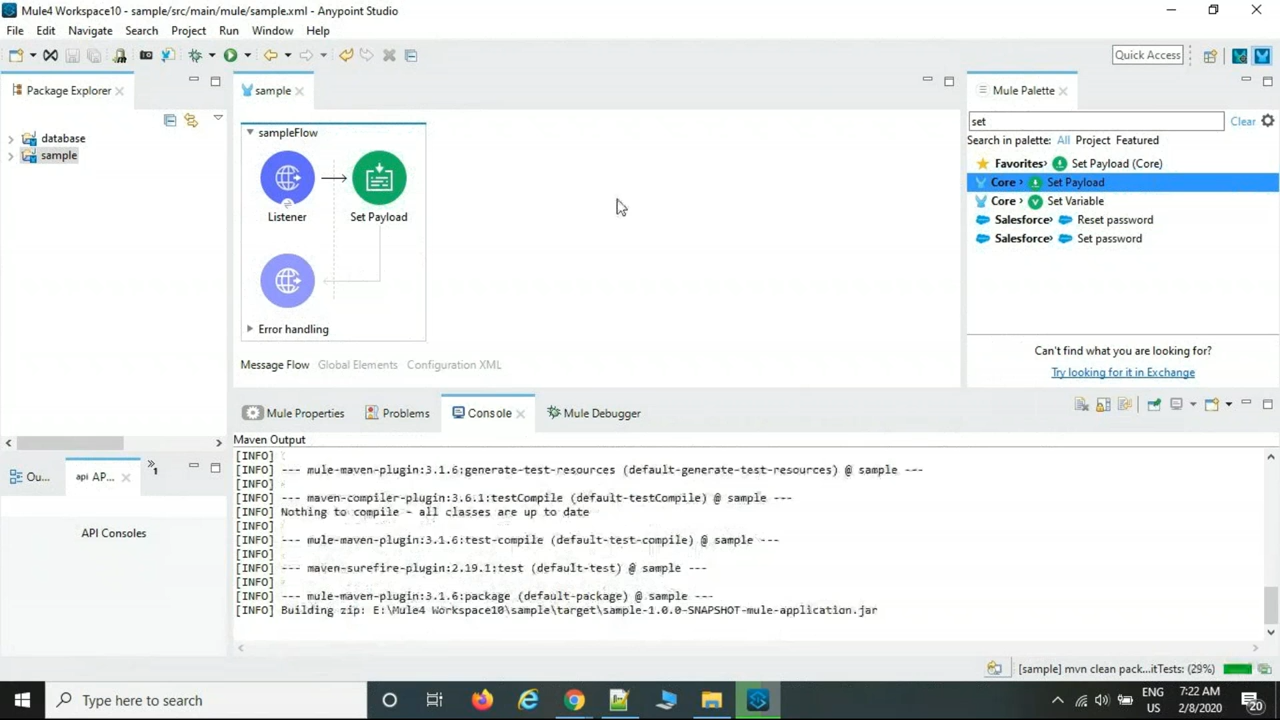 Mule4 Workspace10 - sample/src/main/mule/sample.xml - Anypoint Studio
File Edit Navigate Search Project Run Window Help
Quick Access
Package Explorer
database
sample
sample
sampleFlow
Listener
Set Payload
Error handling
Message Flow Global Elements Configuration XML
Mule Palette
set
Clear
Search in palette: All Project Featured
Favorites> Set Payload (Core)
Core > Set Payload
Core > Set Variable
Salesforce> Reset password
Salesforce> Set password
Can't find what you are looking for?
Try looking for it in Exchange
Mule Properties Problems Console Mule Debugger
Maven Output
[INFO]
[INFO] --- mule-maven-plugin:3.1.6:generate-test-resources (default-generate-test-resources) @ sample ---
[INFO]
[INFO] --- maven-compiler-plugin:3.6.1:testCompile (default-testCompile) @ sample ---
[INFO] Nothing to compile - all classes are up to date
[INFO]
[INFO] --- mule-maven-plugin:3.1.6:test-compile (default-test-compile) @ sample ---
[INFO]
[INFO] --- maven-surefire-plugin:2.19.1:test (default-test) @ sample ---
[INFO]
[INFO] --- mule-maven-plugin:3.1.6:package (default-package) @ sample ---
[INFO] Building zip: E:\Mule4 Workspace10\sample\target\sample-1.0.0-SNAPSHOT-mule-application.jar
Ou... api AP... »1
API Consoles
[sample] mvn clean pack...itTests: (29%)
Type here to search
ENG
US
7:22 AM
2/8/2020
20